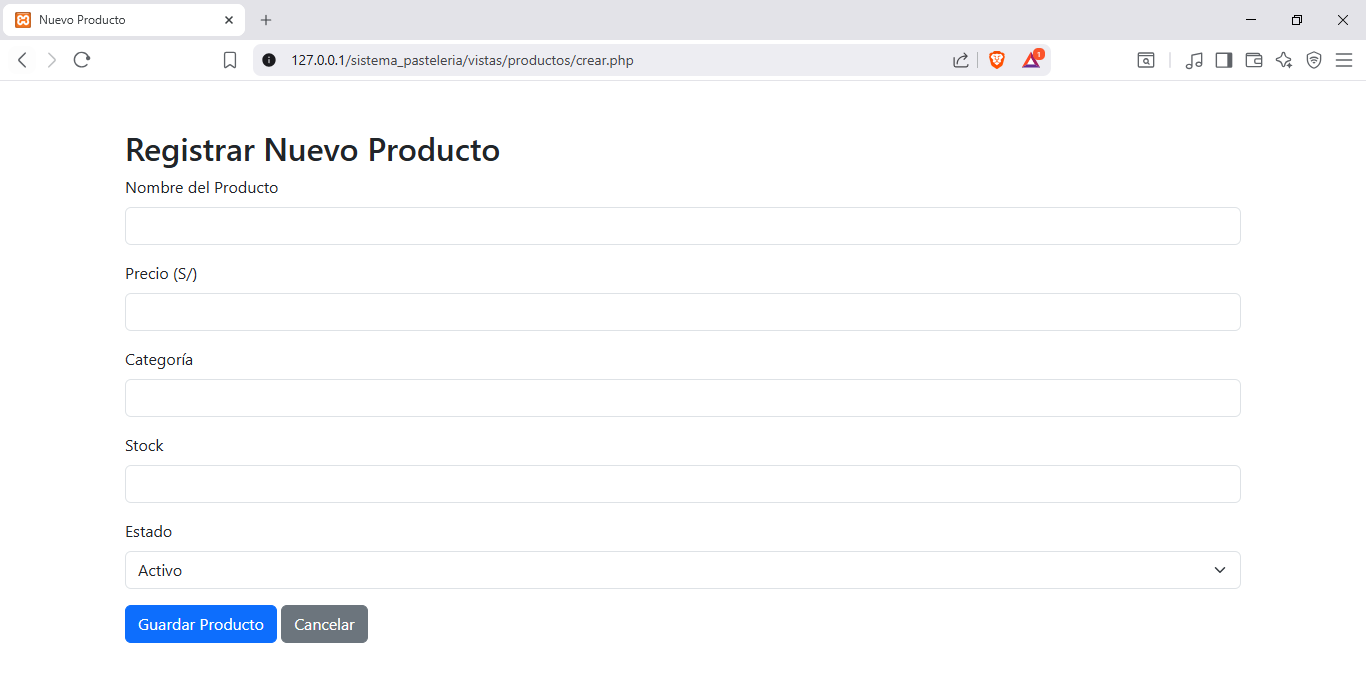 Nuevo Producto
127.0.0.1/sistema_pasteleria/vistas/productos/crear.php
1
Registrar Nuevo Producto
Nombre del Producto
Precio (S/)
Categoría
Stock
Estado
Activo
Guardar Producto Cancelar